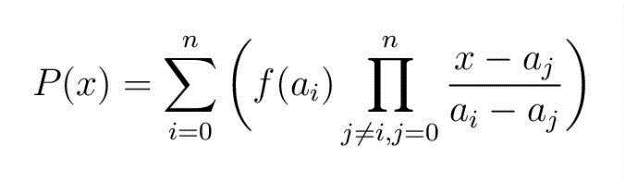 P(x) = \sum_{i=0}^{n} \left( f(a_i) \prod_{j \neq i, j=0}^{n} \frac{x - a_j}{a_i - a_j} \right)